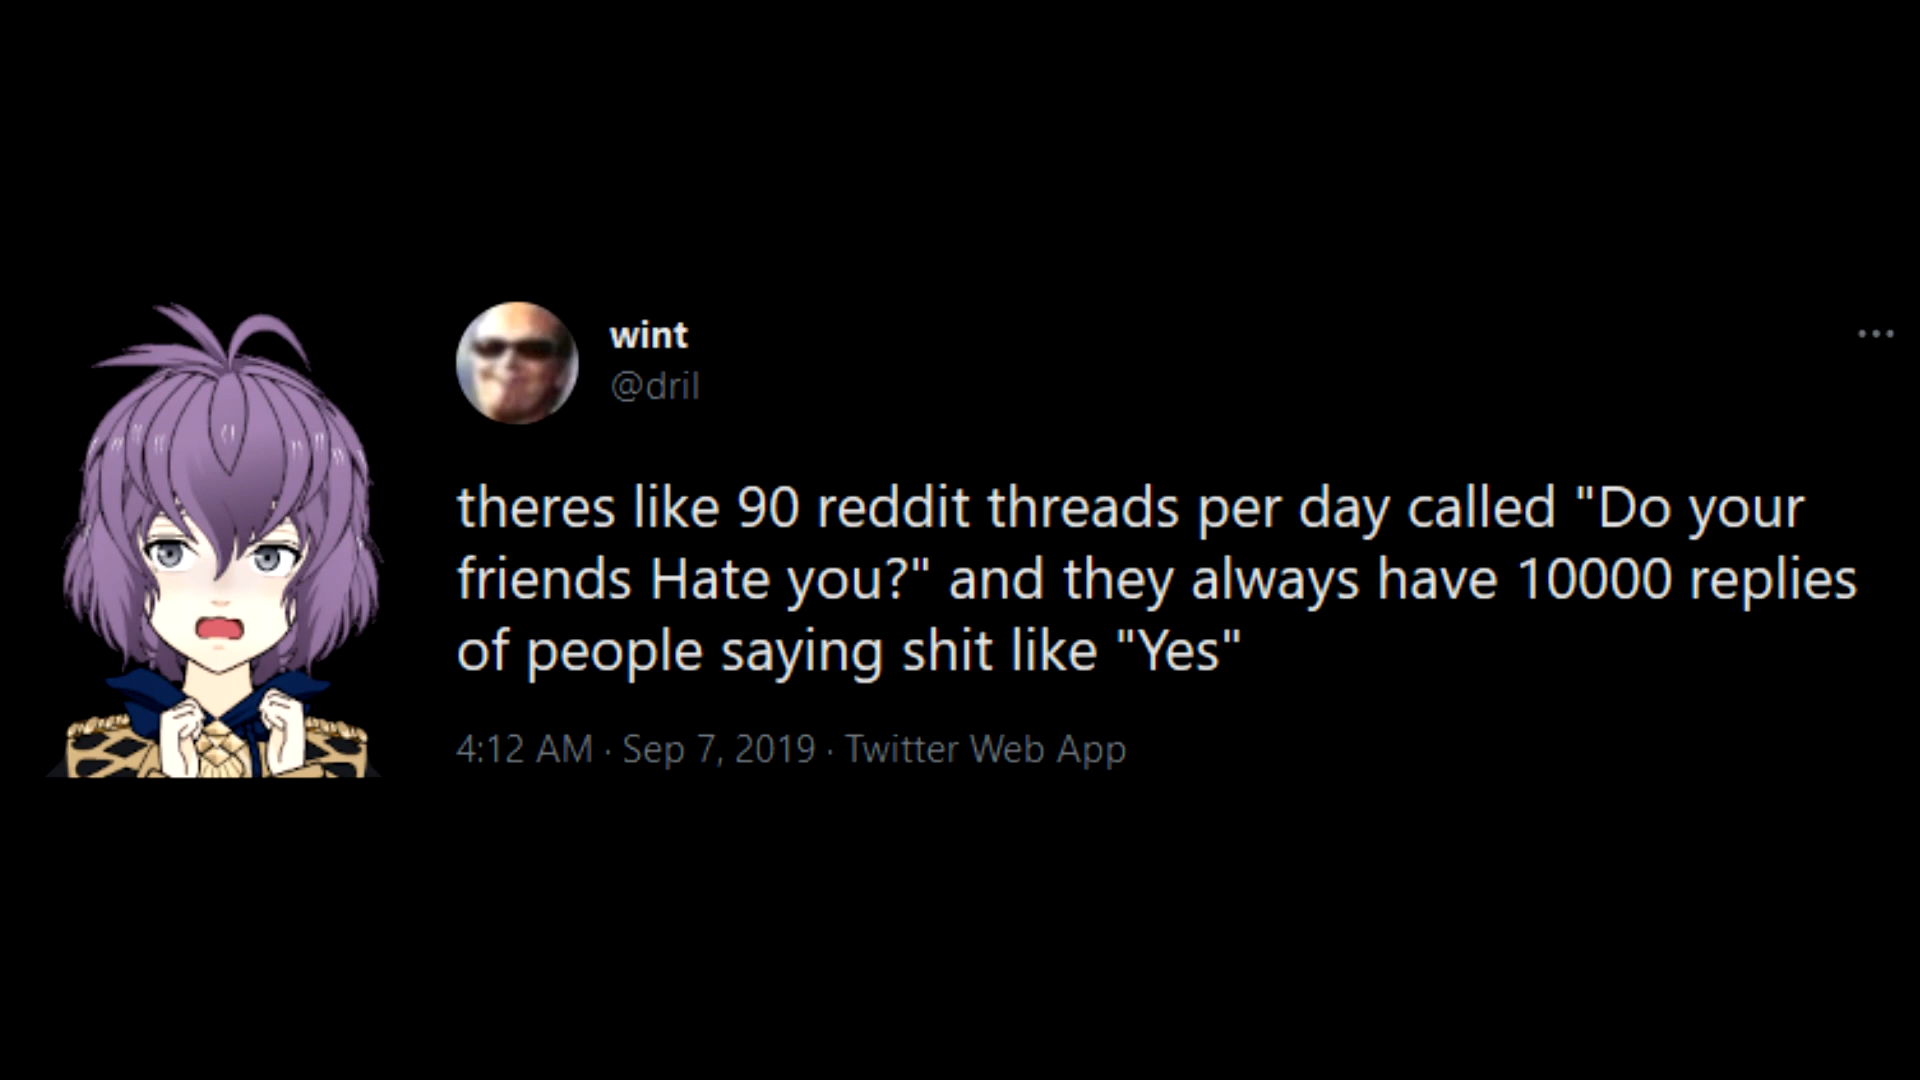 wint
@dril
theres like 90 reddit threads per day called "Do your
friends Hate you?" and they always have 10000 replies
of people saying shit like "Yes"
4:12 AM · Sep 7, 2019 · Twitter Web App